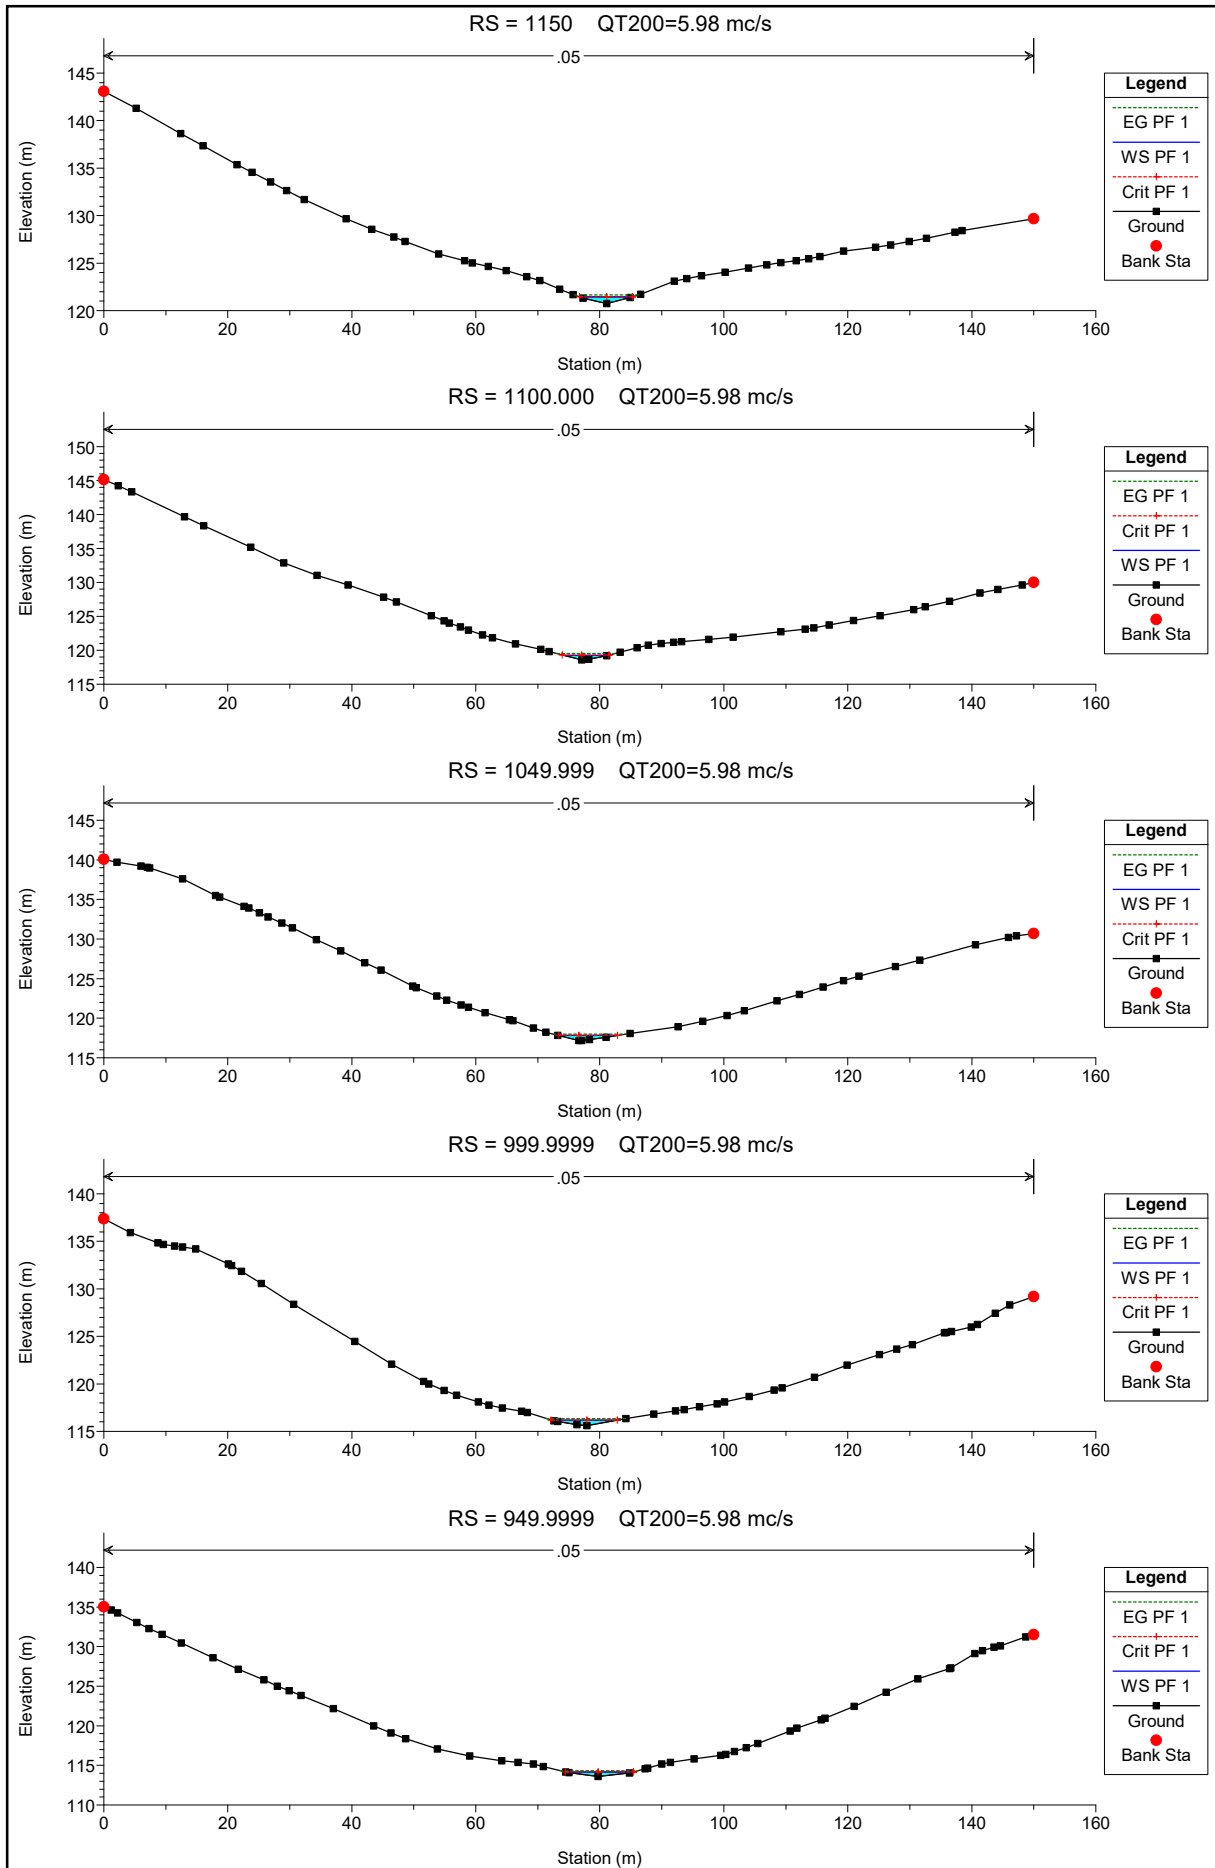 RS = 1150 QT200=5.98 mc/s
.05
145
140
135
130
125
120
Elevation (m)
0 20 40 60 80 100 120 140 160
Station (m)
Legend
EG PF 1
WS PF 1
Crit PF 1
Ground
Bank Sta
RS = 1100.000 QT200=5.98 mc/s
.05
150
145
140
135
130
125
120
115
Elevation (m)
0 20 40 60 80 100 120 140 160
Station (m)
Legend
EG PF 1
Crit PF 1
WS PF 1
Ground
Bank Sta
RS = 1049.999 QT200=5.98 mc/s
.05
145
140
135
130
125
120
115
Elevation (m)
0 20 40 60 80 100 120 140 160
Station (m)
Legend
EG PF 1
WS PF 1
Crit PF 1
Ground
Bank Sta
RS = 999.9999 QT200=5.98 mc/s
.05
140
135
130
125
120
115
Elevation (m)
0 20 40 60 80 100 120 140 160
Station (m)
Legend
EG PF 1
WS PF 1
Crit PF 1
Ground
Bank Sta
RS = 949.9999 QT200=5.98 mc/s
.05
140
135
130
125
120
115
110
Elevation (m)
0 20 40 60 80 100 120 140 160
Station (m)
Legend
EG PF 1
Crit PF 1
WS PF 1
Ground
Bank Sta